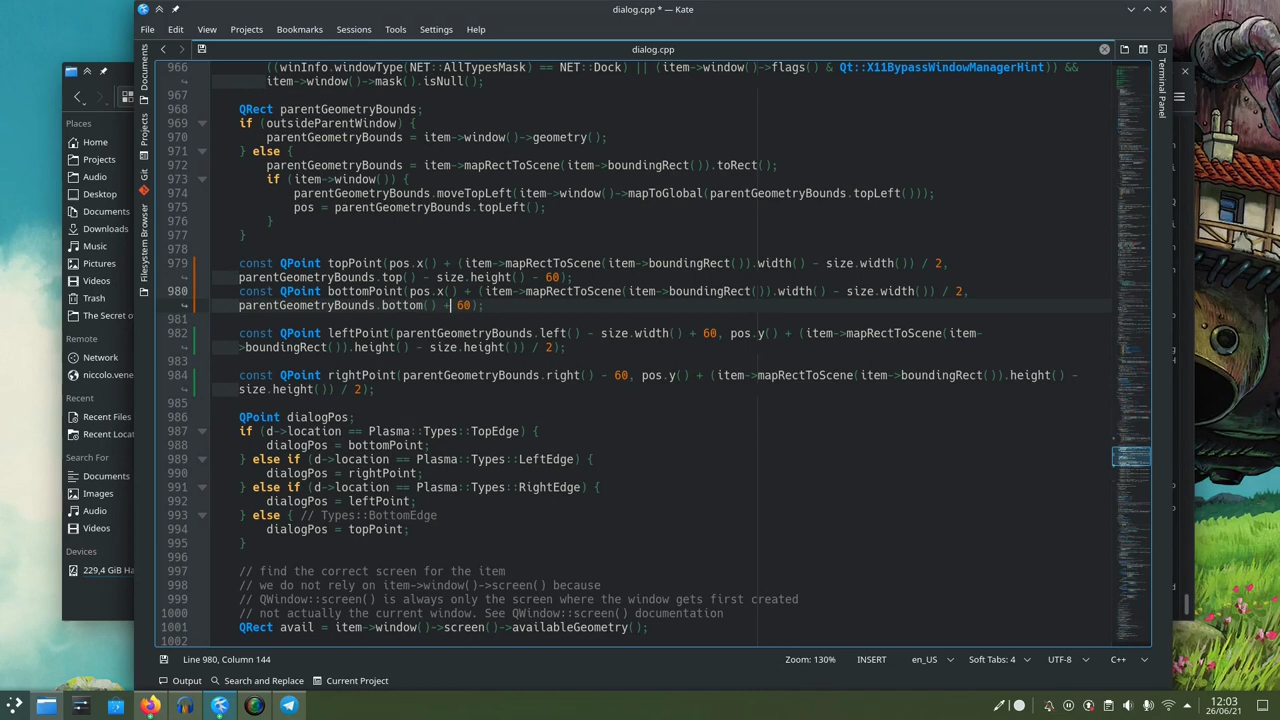 dialog.cpp * — Kate
File Edit View Projects Bookmarks Sessions Tools Settings Help
dialog.cpp
Documents
Projects
Git
Filesystem Browser
Terminal Panel
Places
Home
Projects
Audio
Desktop
Documents
Downloads
Music
Pictures
Videos
Trash
The Secret o
Remote
Network
niccolo.vene
Recent
Recent Files
Recent Locat
Search For
Documents
Images
Audio
Videos
Devices
229,4 GiB Ha
966 ((winInfo.windowType(NET::AllTypesMask) == NET::Dock) || (item->window()->flags() & Qt::X11BypassWindowManagerHint)) &&
item->window()->mask().isNull();
967
968 QRect parentGeometryBounds;
969 if (outsideParentWindow) {
970 parentGeometryBounds = item->window()->geometry();
971 else {
972 parentGeometryBounds = item->mapRectToScene(item->boundingRect()).toRect();
973 if (item->window()) {
974 parentGeometryBounds.moveTopLeft(item->window()->mapToGlobal(parentGeometryBounds.topLeft()));
975 pos = parentGeometryBounds.topLeft();
976 }
977
978
979 const QPoint topPoint(pos.x() + (item->mapRectToScene(item->boundingRect()).width() - size.width()) / 2,
parentGeometryBounds.top() - size.height() - 60);
980 const QPoint bottomPoint(pos.x() + (item->mapRectToScene(item->boundingRect()).width() - size.width()) / 2,
parentGeometryBounds.bottom() 60);
981
982 const QPoint leftPoint(parentGeometryBounds.left() - size.width() 60, pos.y() + (item->mapRectToScene(item-
>boundingRect()).height() - size.height()) / 2);
983
984 const QPoint rightPoint(parentGeometryBounds.right() - 60, pos.y() + (item->mapRectToScene(item->boundingRect()).height() -
size.height()) / 2);
985
986 QPoint dialogPos;
987 if (d->location == Plasma::Types::TopEdge) {
988 dialogPos = bottomPoint;
989 else if (d->location == Plasma::Types::LeftEdge) {
990 dialogPos = rightPoint;
991 else if (d->location == Plasma::Types::RightEdge) {
992 dialogPos = leftPoint;
993 else { // Types::BottomEdge
994 dialogPos = topPoint;
995
996
997 find the correct screen for the item
998 we do not rely on item->window()->screen() because
999 QWindow::screen() is always only the screen where the window gets first created
1000 not actually the current window. See QWindow::screen() documentation
1001 QRect avail = item->window()->screen()->availableGeometry();
1002
Line 980, Column 144 Zoom: 130% INSERT en_US Soft Tabs: 4 UTF-8 C++
Output Search and Replace Current Project
12:03
26/06/21